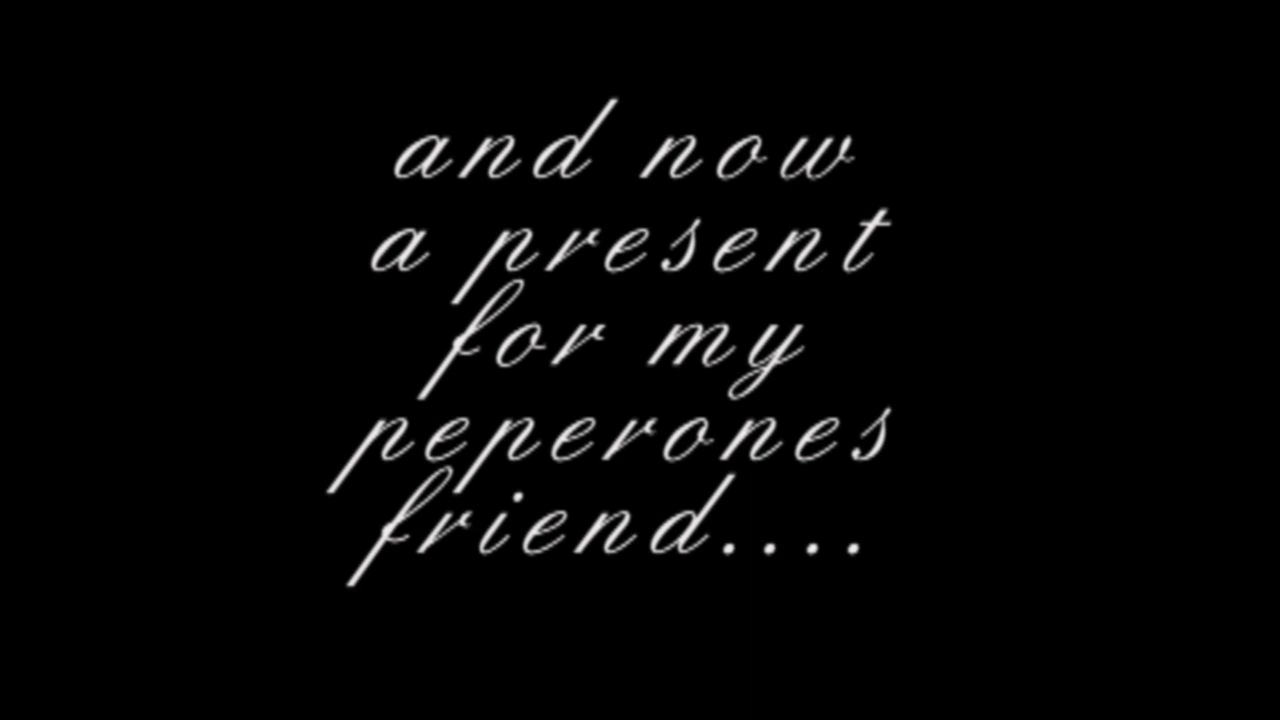 and now
a present
for my
peperones
friend....